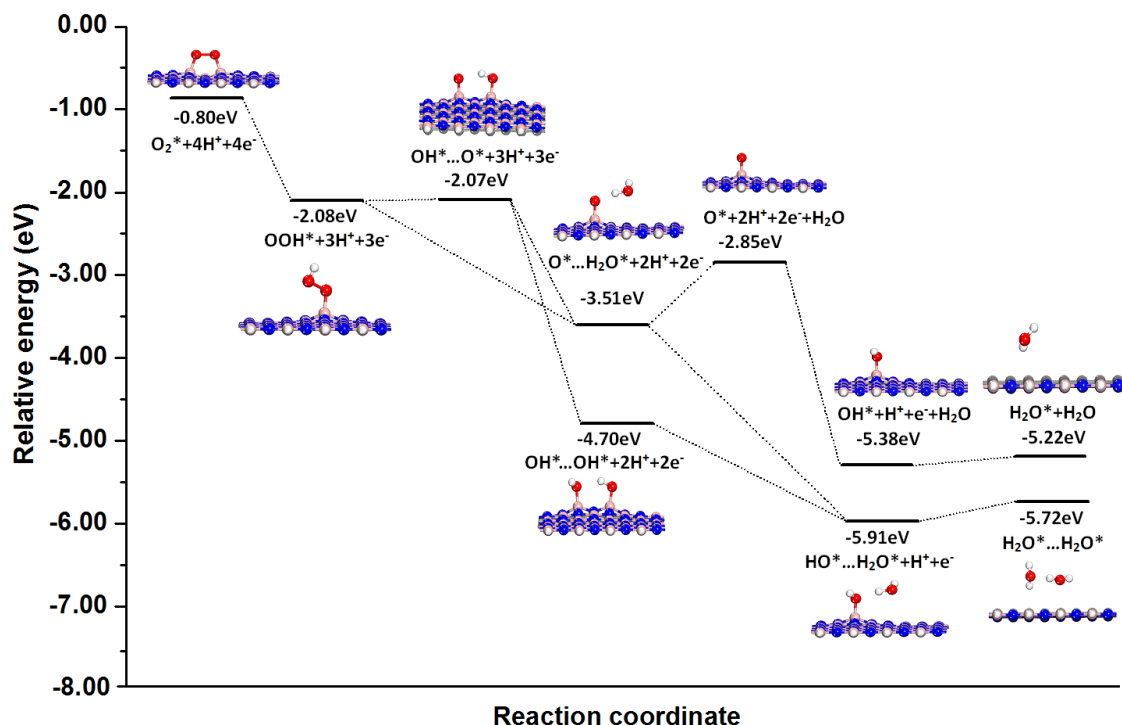 0.00
-1.00
-2.00
-3.00
-4.00
-5.00
-6.00
-7.00
-8.00
Relative energy (eV)
Reaction coordinate
-0.80eV
O₂*+4H⁺+4e⁻
-2.08eV
OOH*+3H⁺+3e⁻
OH*...O*+3H⁺+3e⁻
-2.07eV
O*...H₂O*+2H⁺+2e⁻
-3.51eV
-4.70eV
OH*...OH*+2H⁺+2e⁻
O*+2H⁺+2e⁻+H₂O
-2.85eV
OH*+H⁺+e⁻+H₂O
-5.38eV
H₂O*+H₂O
-5.22eV
-5.91eV
HO*...H₂O*+H⁺+e⁻
-5.72eV
H₂O*...H₂O*